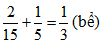 2/15 + 1/5 = 1/3 (bể)